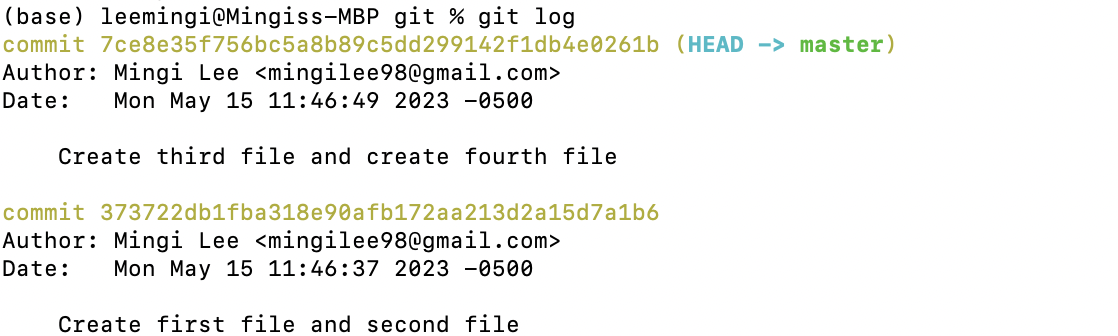 (base) leemingi@Mingiss-MBP git % git log
commit 7ce8e35f756bc5a8b89c5dd299142f1db4e0261b (HEAD -> master)
Author: Mingi Lee <mingilee98@gmail.com>
Date:   Mon May 15 11:46:49 2023 -0500
    Create third file and create fourth file
commit 373722db1fba318e90afb172aa213d2a15d7a1b6
Author: Mingi Lee <mingilee98@gmail.com>
Date:   Mon May 15 11:46:37 2023 -0500
    Create first file and second file